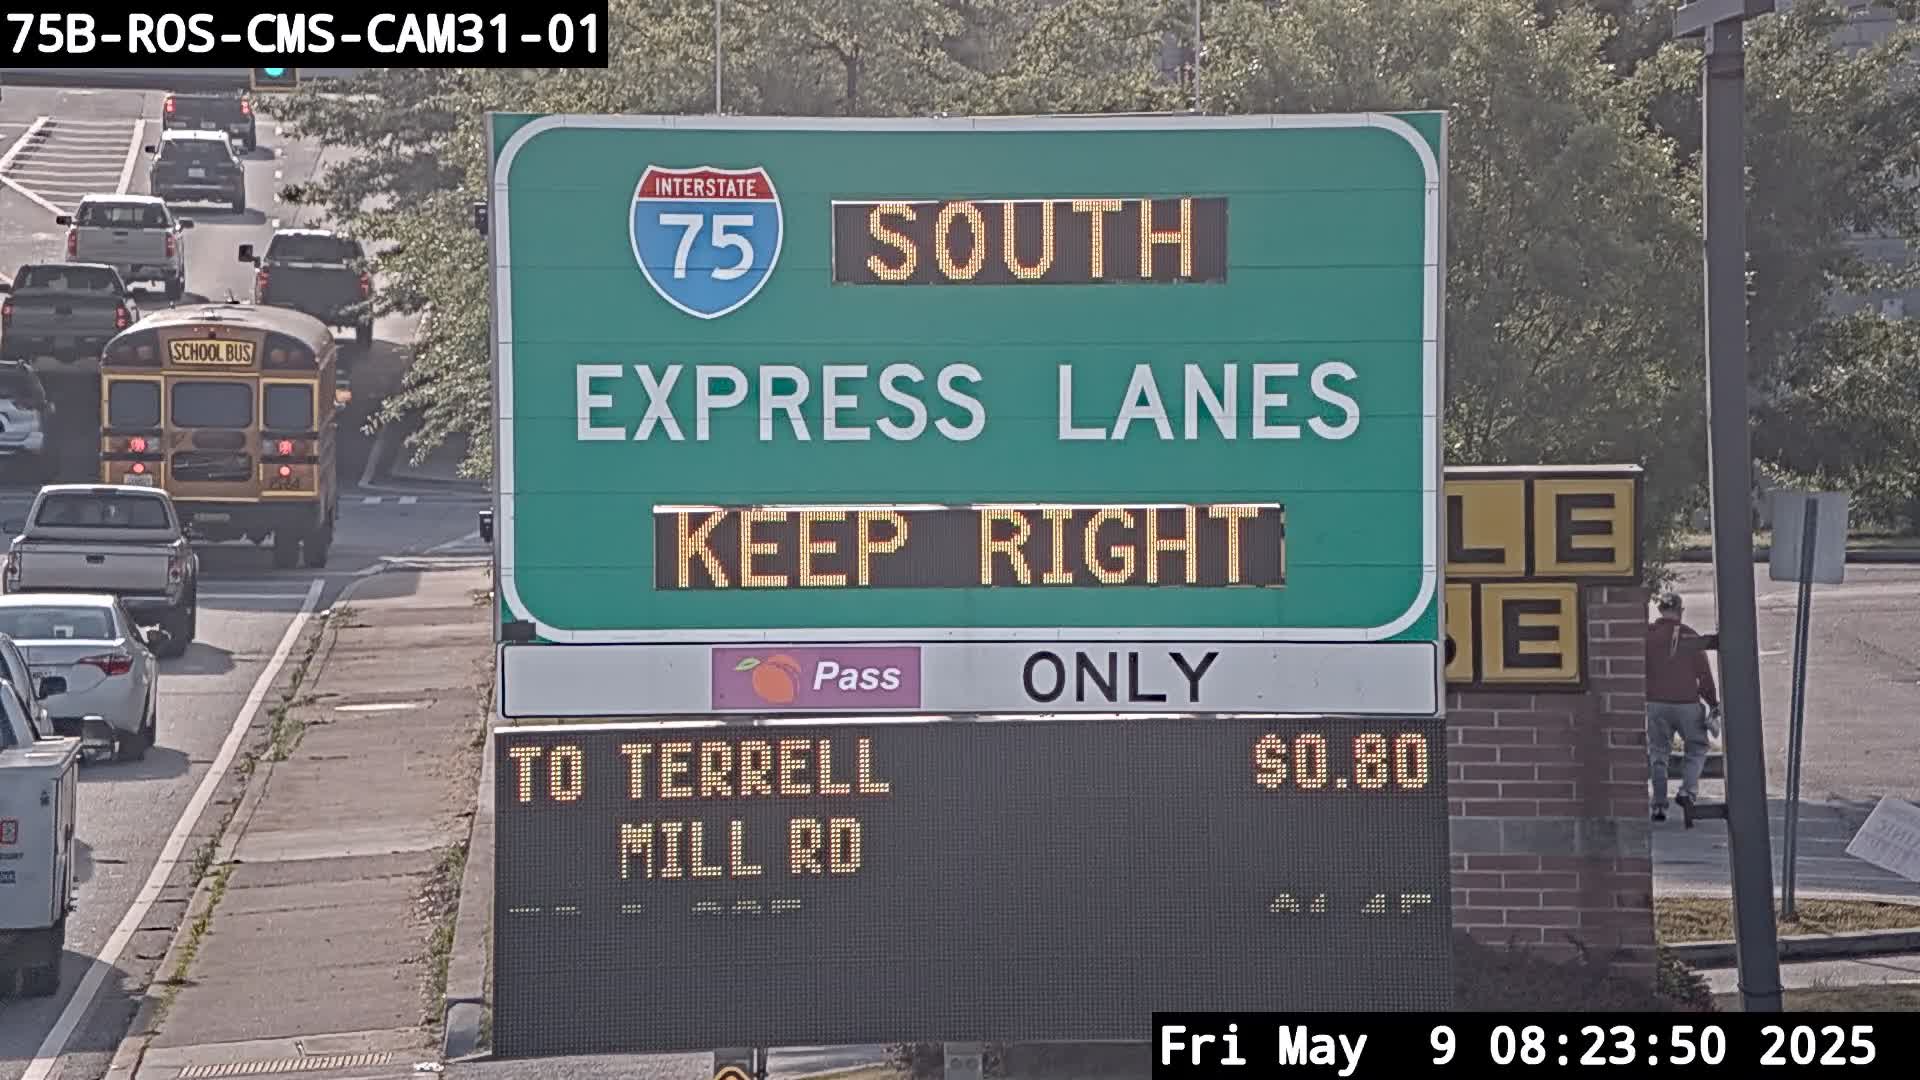 75B-ROS-CMS-CAM31-01
INTERSTATE
75
SOUTH
EXPRESS LANES
KEEP RIGHT
Pass ONLY
TO TERRELL $0.80
MILL RD
SCHOOL BUS
LE
E
Fri May 9 08:23:50 2025